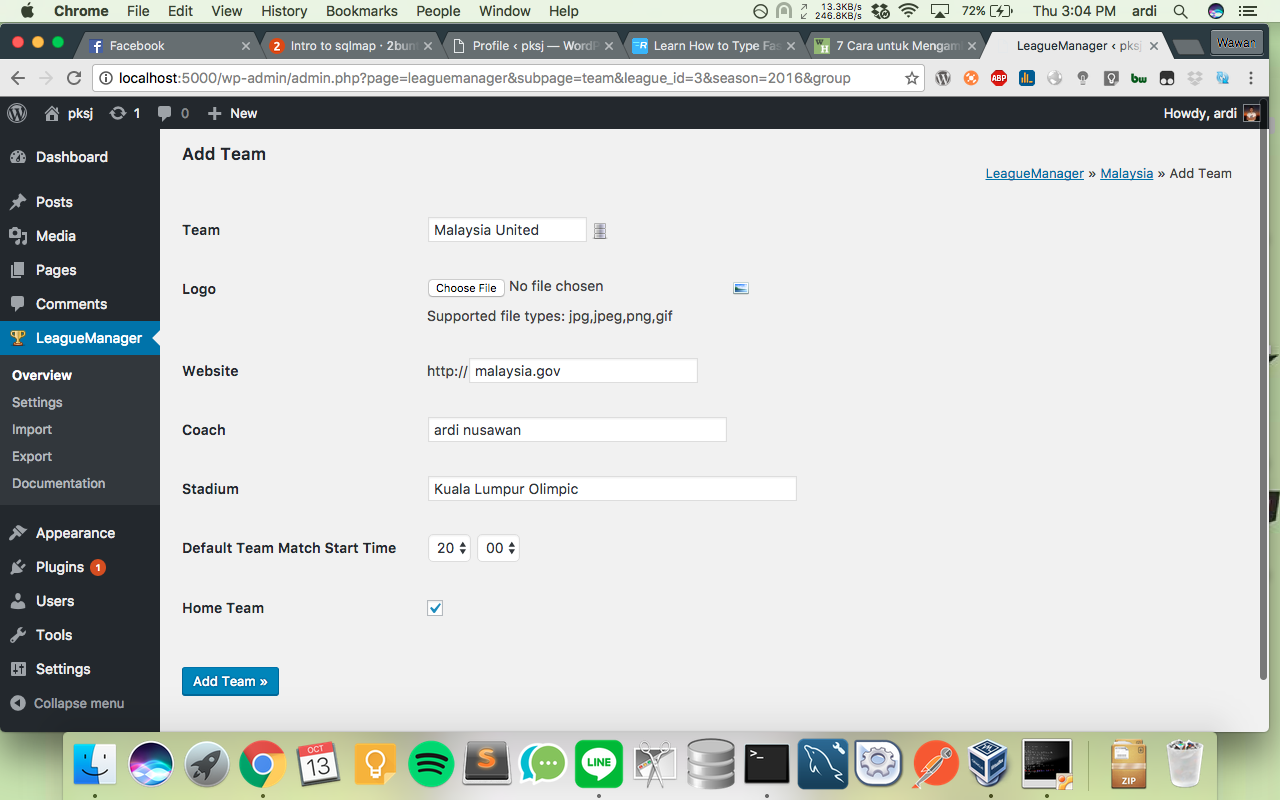 Chrome File Edit View History Bookmarks People Window Help 13.3KB/s 246.8KB/s 72% Thu 3:04 PM ardi
Facebook 2 Intro to sqlmap · 2bun Profile ‹ pksj — WordP Learn How to Type Fas 7 Cara untuk Mengam LeagueManager ‹ pksj Wawan
localhost:5000/wp-admin/admin.php?page=leaguemanager&subpage=team&league_id=3&season=2016&group ABP bw
pksj 1 0 New Howdy, ardi
Dashboard
Posts
Media
Pages
Comments
LeagueManager
Overview
Settings
Import
Export
Documentation
Appearance
Plugins 1
Users
Tools
Settings
Collapse menu
Add Team
LeagueManager » Malaysia » Add Team
Team Malaysia United
Logo Choose File No file chosen
Supported file types: jpg,jpeg,png,gif
Website http:// malaysia.gov
Coach ardi nusawan
Stadium Kuala Lumpur Olimpic
Default Team Match Start Time 20 00
Home Team
Add Team »
OCT
13
S
LINE
>_
ZIP